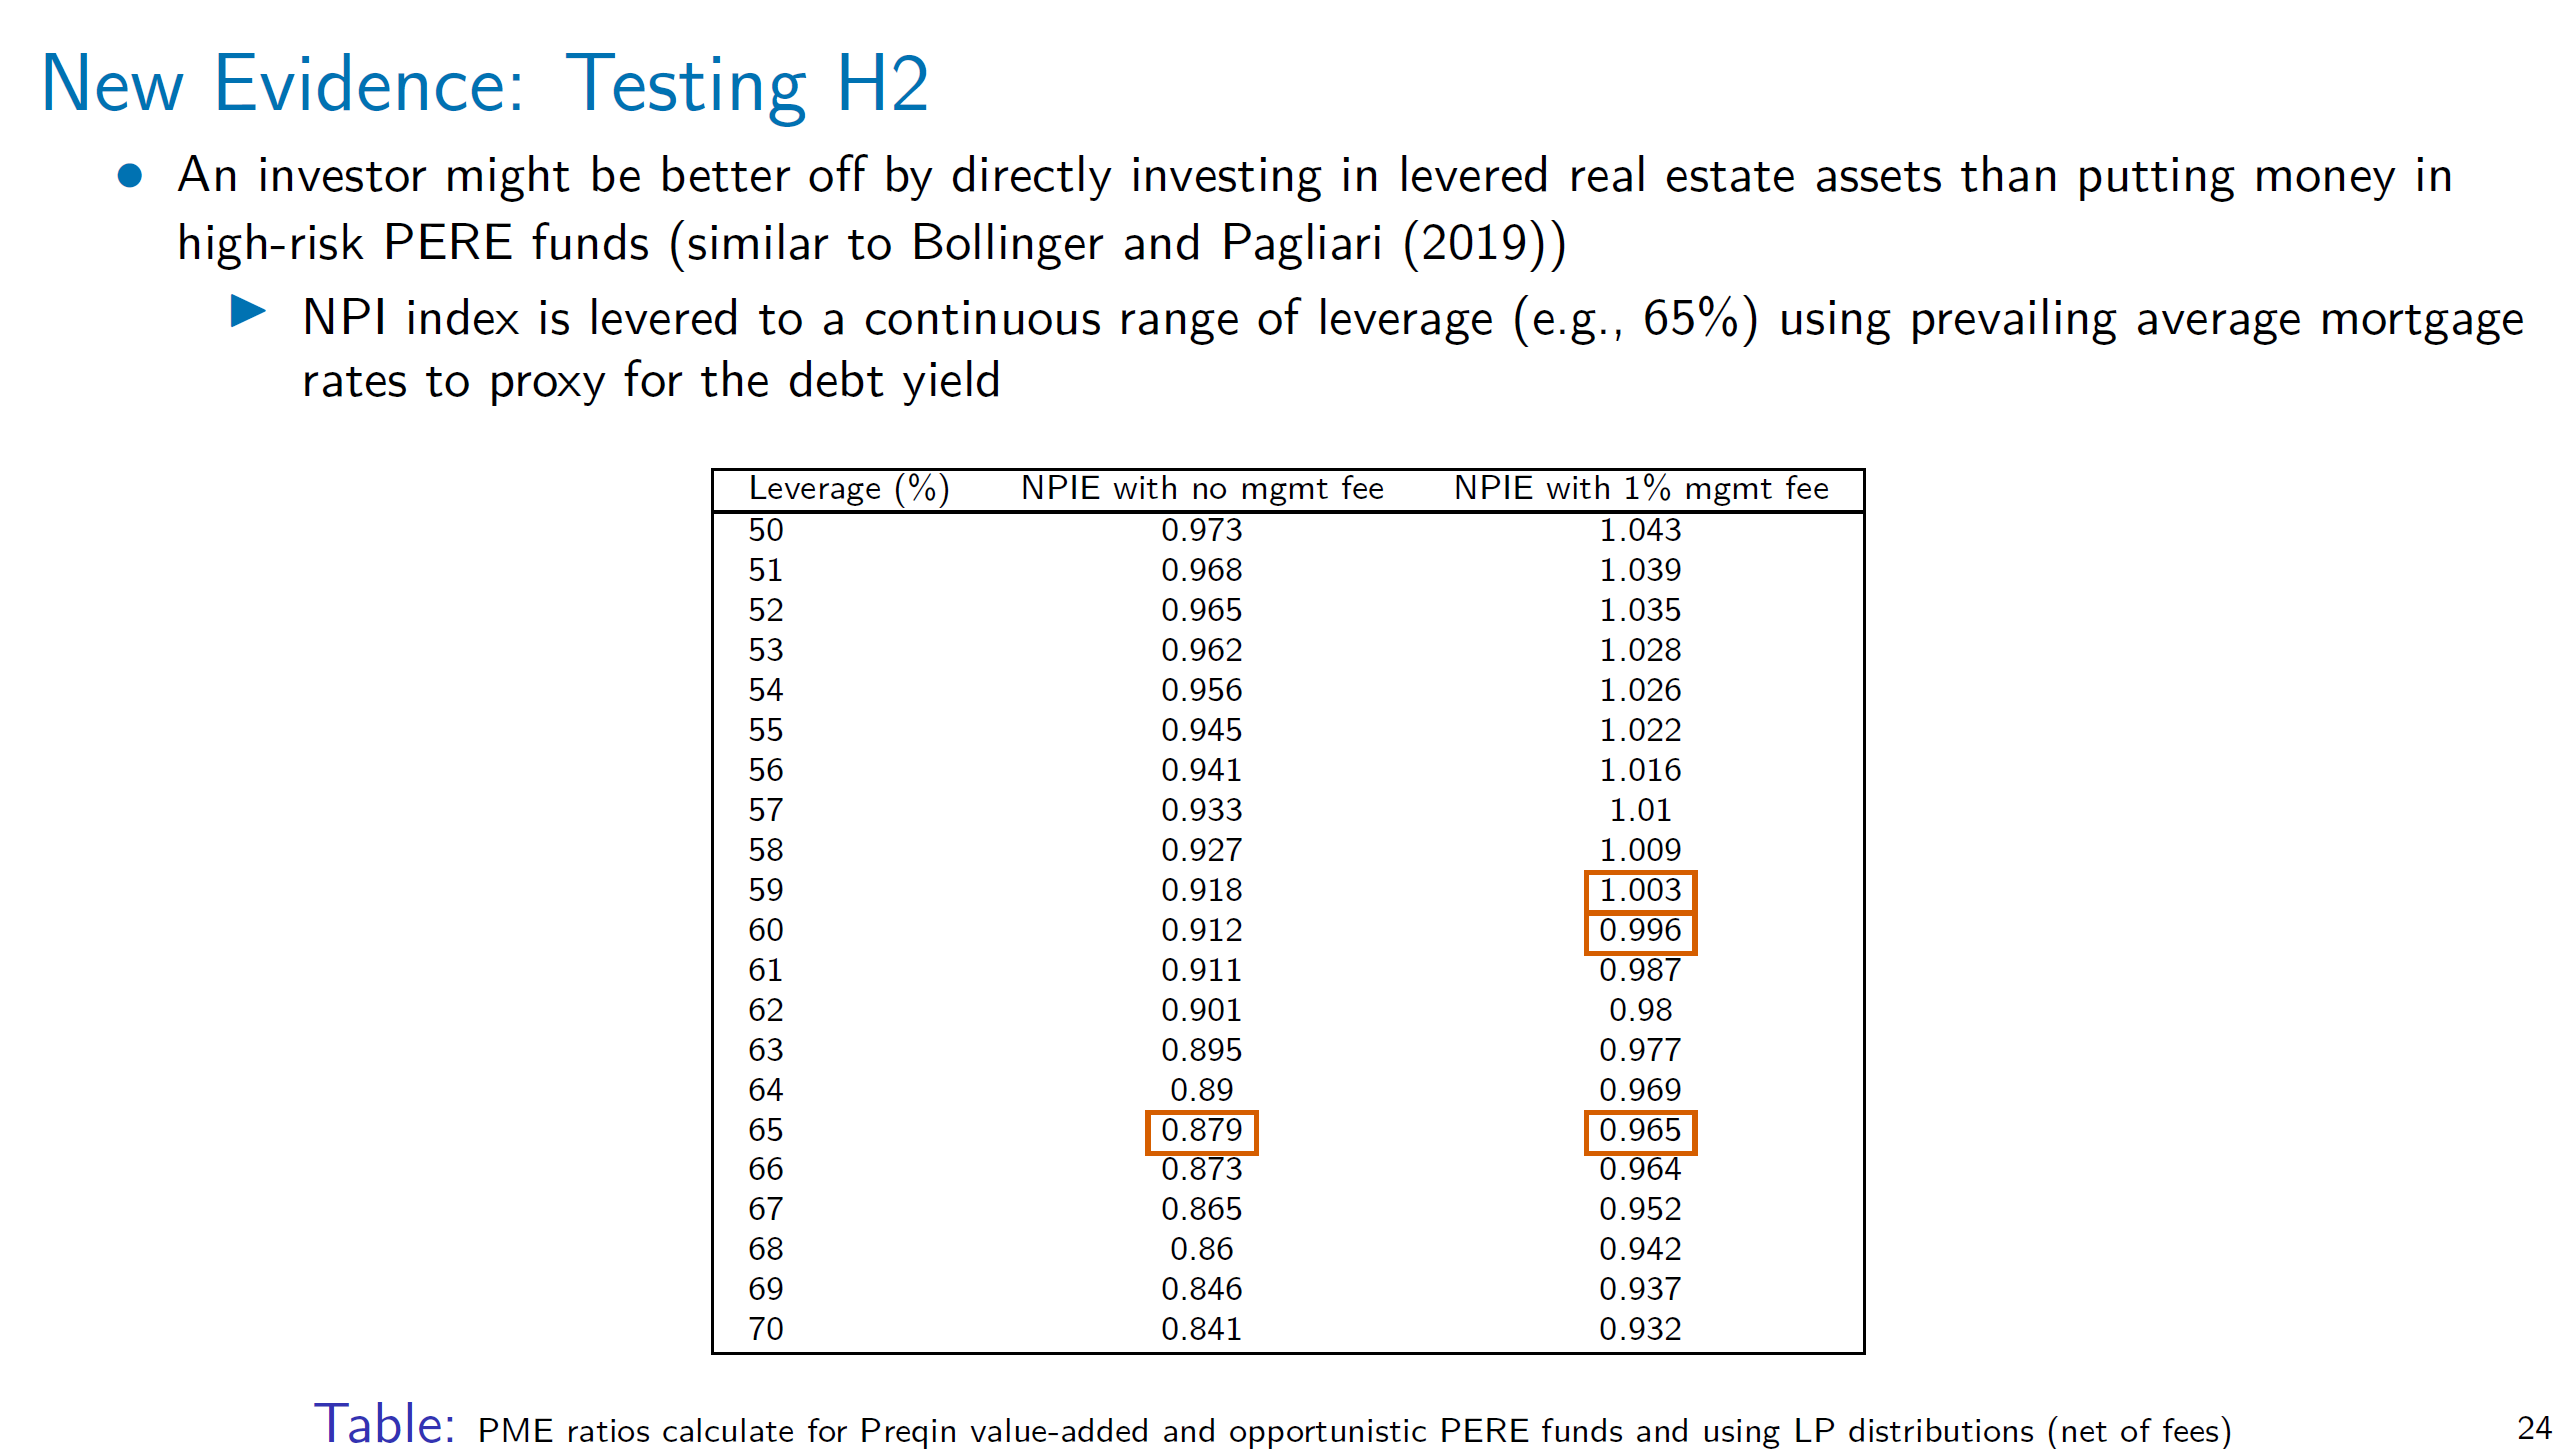 New Evidence: Testing H2
An investor might be better off by directly investing in levered real estate assets than putting money in
high-risk PERE funds (similar to Bollinger and Pagliari (2019))
NPI index is levered to a continuous range of leverage (e.g., 65%) using prevailing average mortgage
rates to proxy for the debt yield
Leverage (%) NPIE with no mgmt fee NPIE with 1% mgmt fee
50 0.973 1.043
51 0.968 1.039
52 0.965 1.035
53 0.962 1.028
54 0.956 1.026
55 0.945 1.022
56 0.941 1.016
57 0.933 1.01
58 0.927 1.009
59 0.918 1.003
60 0.912 0.996
61 0.911 0.987
62 0.901 0.98
63 0.895 0.977
64 0.89 0.969
65 0.879 0.965
66 0.873 0.964
67 0.865 0.952
68 0.86 0.942
69 0.846 0.937
70 0.841 0.932
Table: PME ratios calculate for Preqin value-added and opportunistic PERE funds and using LP distributions (net of fees)
24